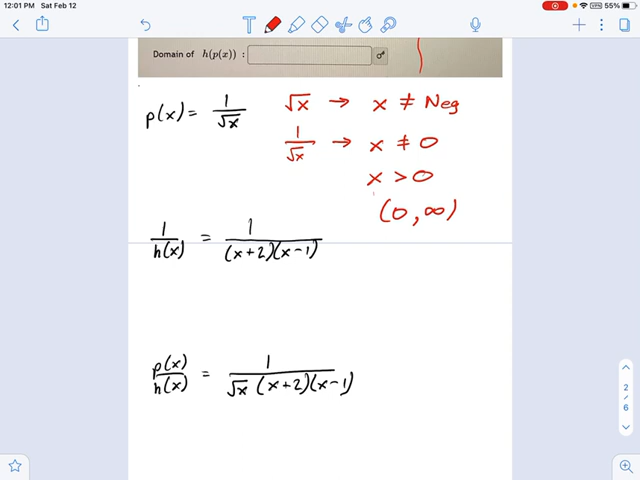 12:01 PM Sat Feb 12
55%
VPN
Domain of h(p(x)) :
p(x) = 1/√x
√x → x ≠ Neg
1/√x → x ≠ 0
x > 0
(0, ∞)
1/h(x) = 1/(x+2)(x-1)
p(x)/h(x) = 1/√x (x+2)(x-1)
2/6